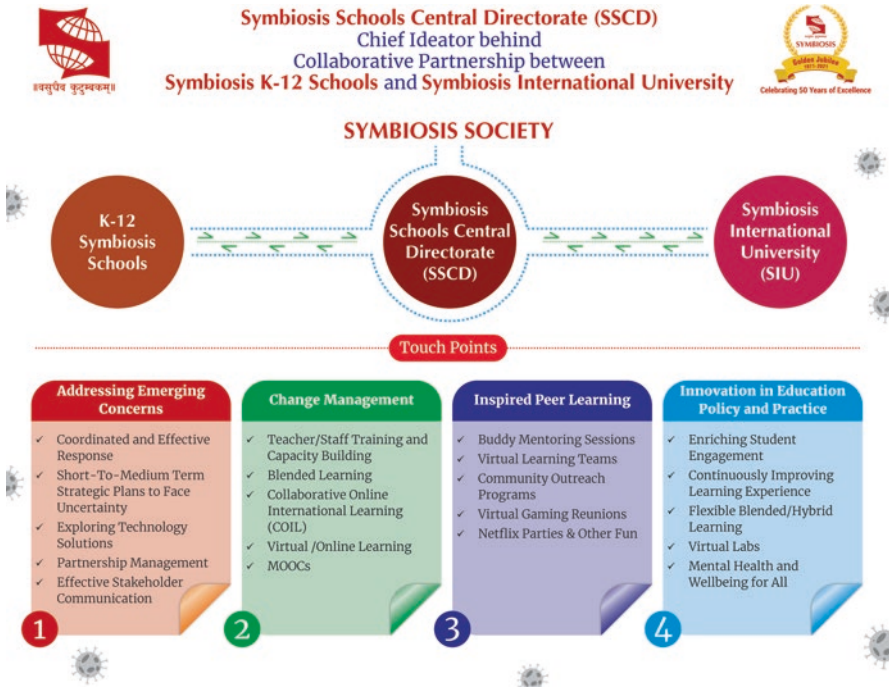 Symbiosis Schools Central Directorate (SSCD)
Chief Ideator behind
Collaborative Partnership between
Symbiosis K-12 Schools and Symbiosis International University
॥वसुधैव कुटुम्बकम्॥
SYMBIOSIS
Golden Jubilee
1971-2021
Celebrating 50 Years of Excellence
SYMBIOSIS SOCIETY
K-12
Symbiosis
Schools
Symbiosis
Schools Central
Directorate
(SSCD)
Symbiosis
International
University
(SIU)
Touch Points
Addressing Emerging
Concerns
✓ Coordinated and Effective
Response
✓ Short-To-Medium Term
Strategic Plans to Face
Uncertainty
✓ Exploring Technology
Solutions
✓ Partnership Management
✓ Effective Stakeholder
Communication
1
Change Management
✓ Teacher/Staff Training and
Capacity Building
✓ Blended Learning
✓ Collaborative Online
International Learning
(COIL)
✓ Virtual /Online Learning
✓ MOOCs
2
Inspired Peer Learning
✓ Buddy Mentoring Sessions
✓ Virtual Learning Teams
✓ Community Outreach
Programs
✓ Virtual Gaming Reunions
✓ Netflix Parties & Other Fun
3
Innovation in Education
Policy and Practice
✓ Enriching Student
Engagement
✓ Continuously Improving
Learning Experience
✓ Flexible Blended/Hybrid
Learning
✓ Virtual Labs
✓ Mental Health and
Wellbeing for All
4